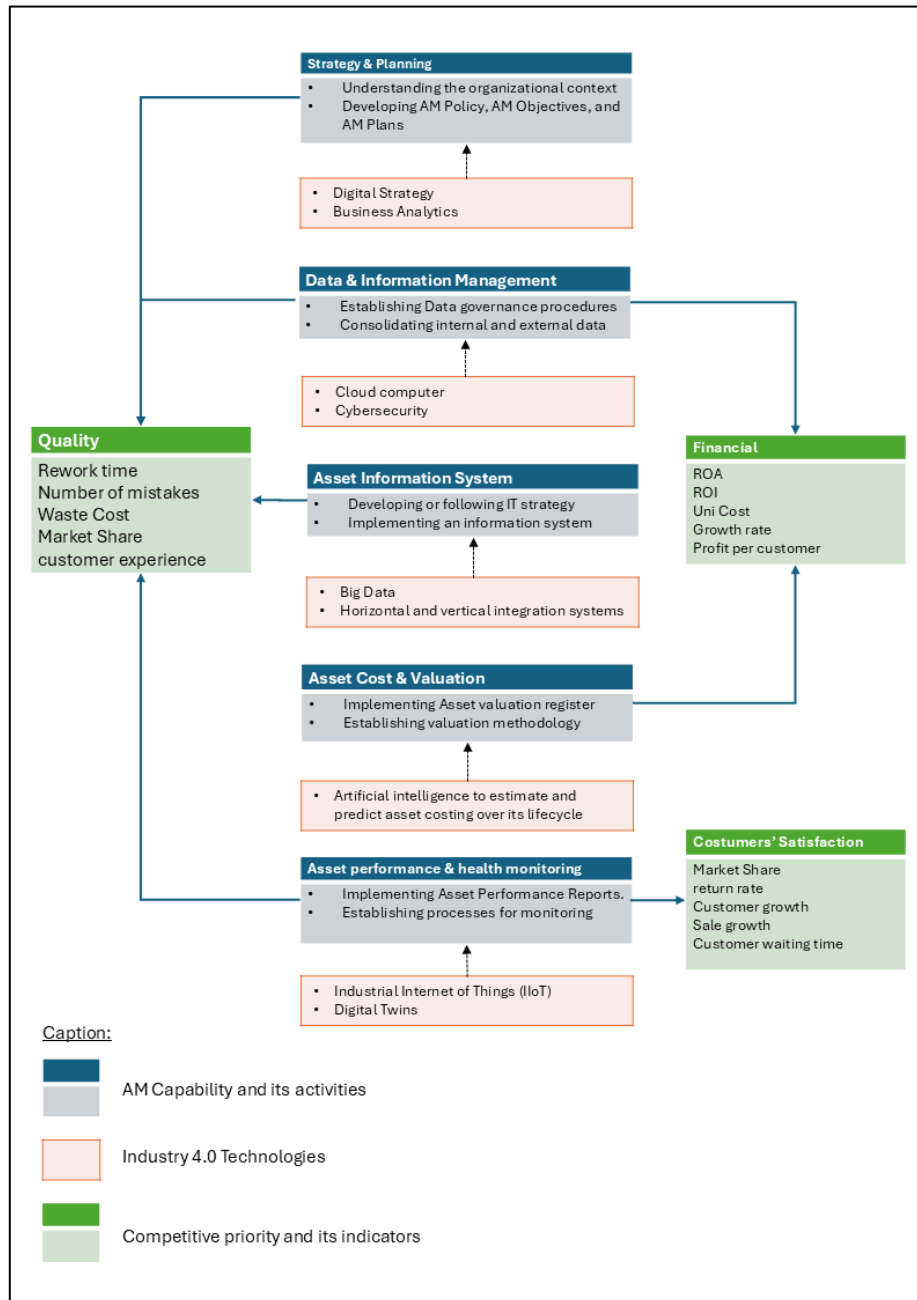 Strategy & Planning
• Understanding the organizational context
• Developing AM Policy, AM Objectives, and
AM Plans
• Digital Strategy
• Business Analytics
Data & Information Management
• Establishing Data governance procedures
• Consolidating internal and external data
• Cloud computer
• Cybersecurity
Quality
Rework time
Number of mistakes
Waste Cost
Market Share
customer experience
Financial
ROA
ROI
Uni Cost
Growth rate
Profit per customer
Asset Information System
• Developing or following IT strategy
• Implementing an information system
• Big Data
• Horizontal and vertical integration systems
Asset Cost & Valuation
• Implementing Asset valuation register
• Establishing valuation methodology
• Artificial intelligence to estimate and
predict asset costing over its lifecycle
Asset performance & health monitoring
• Implementing Asset Performance Reports.
• Establishing processes for monitoring
Costumers’ Satisfaction
Market Share
return rate
Customer growth
Sale growth
Customer waiting time
• Industrial Internet of Things (IIoT)
• Digital Twins
Caption:
AM Capability and its activities
Industry 4.0 Technologies
Competitive priority and its indicators